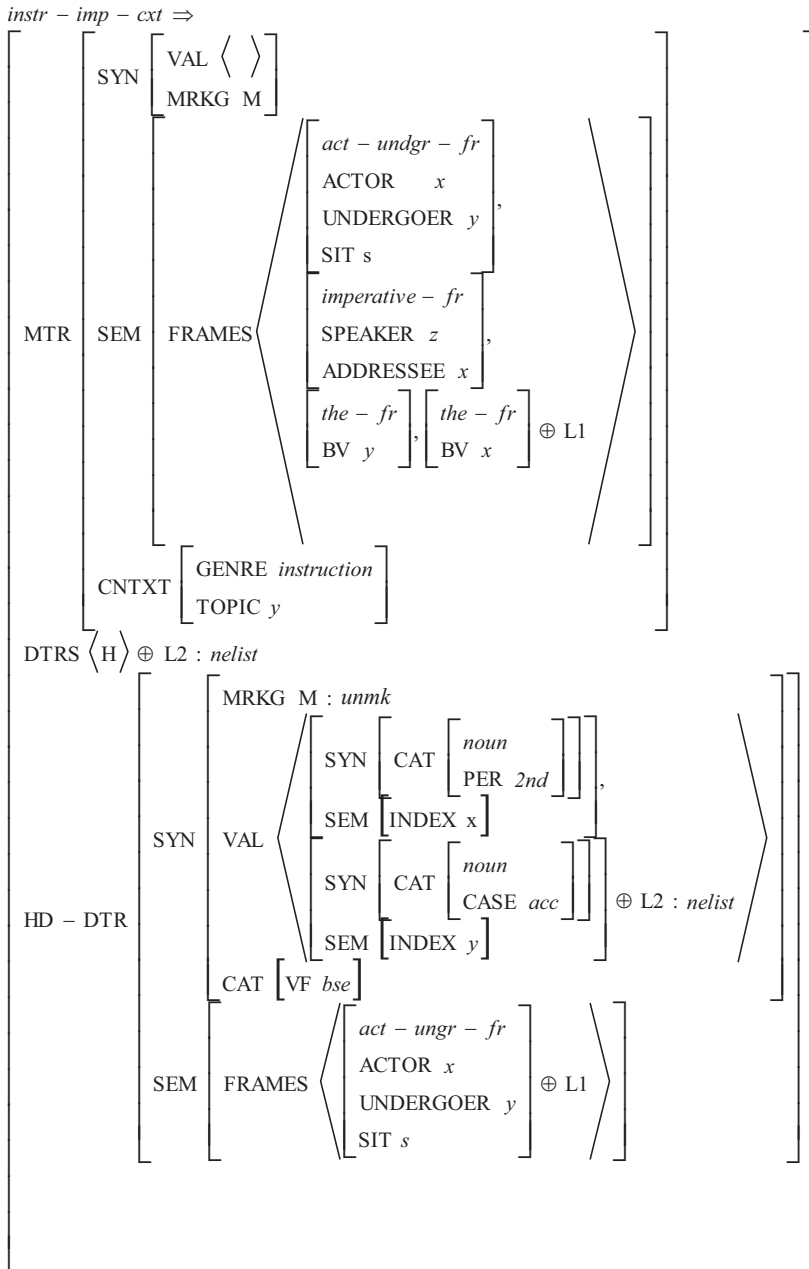 instr – imp – cxt ⇒
VAL ⟨ ⟩
SYN
MRKG M
act – undgr – fr
ACTOR x
,
UNDERGOER y
SIT s
imperative – fr
MTR SEM FRAMES SPEAKER z ,
ADDRESSEE x
the – fr , the – fr ⊕ L1
BV y BV x
GENRE instruction
CNTXT
TOPIC y
DTRS ⟨H⟩ ⊕ L2 : nelist
MRKG M : unmk
noun
SYN CAT
PER 2nd ,
SEM [INDEX x]
SYN VAL
noun
SYN CAT
CASE acc ⊕ L2 : nelist
HD – DTR
SEM [INDEX y]
CAT [VF bse]
act – ungr – fr
ACTOR x
SEM FRAMES ⊕ L1
UNDERGOER y
SIT s